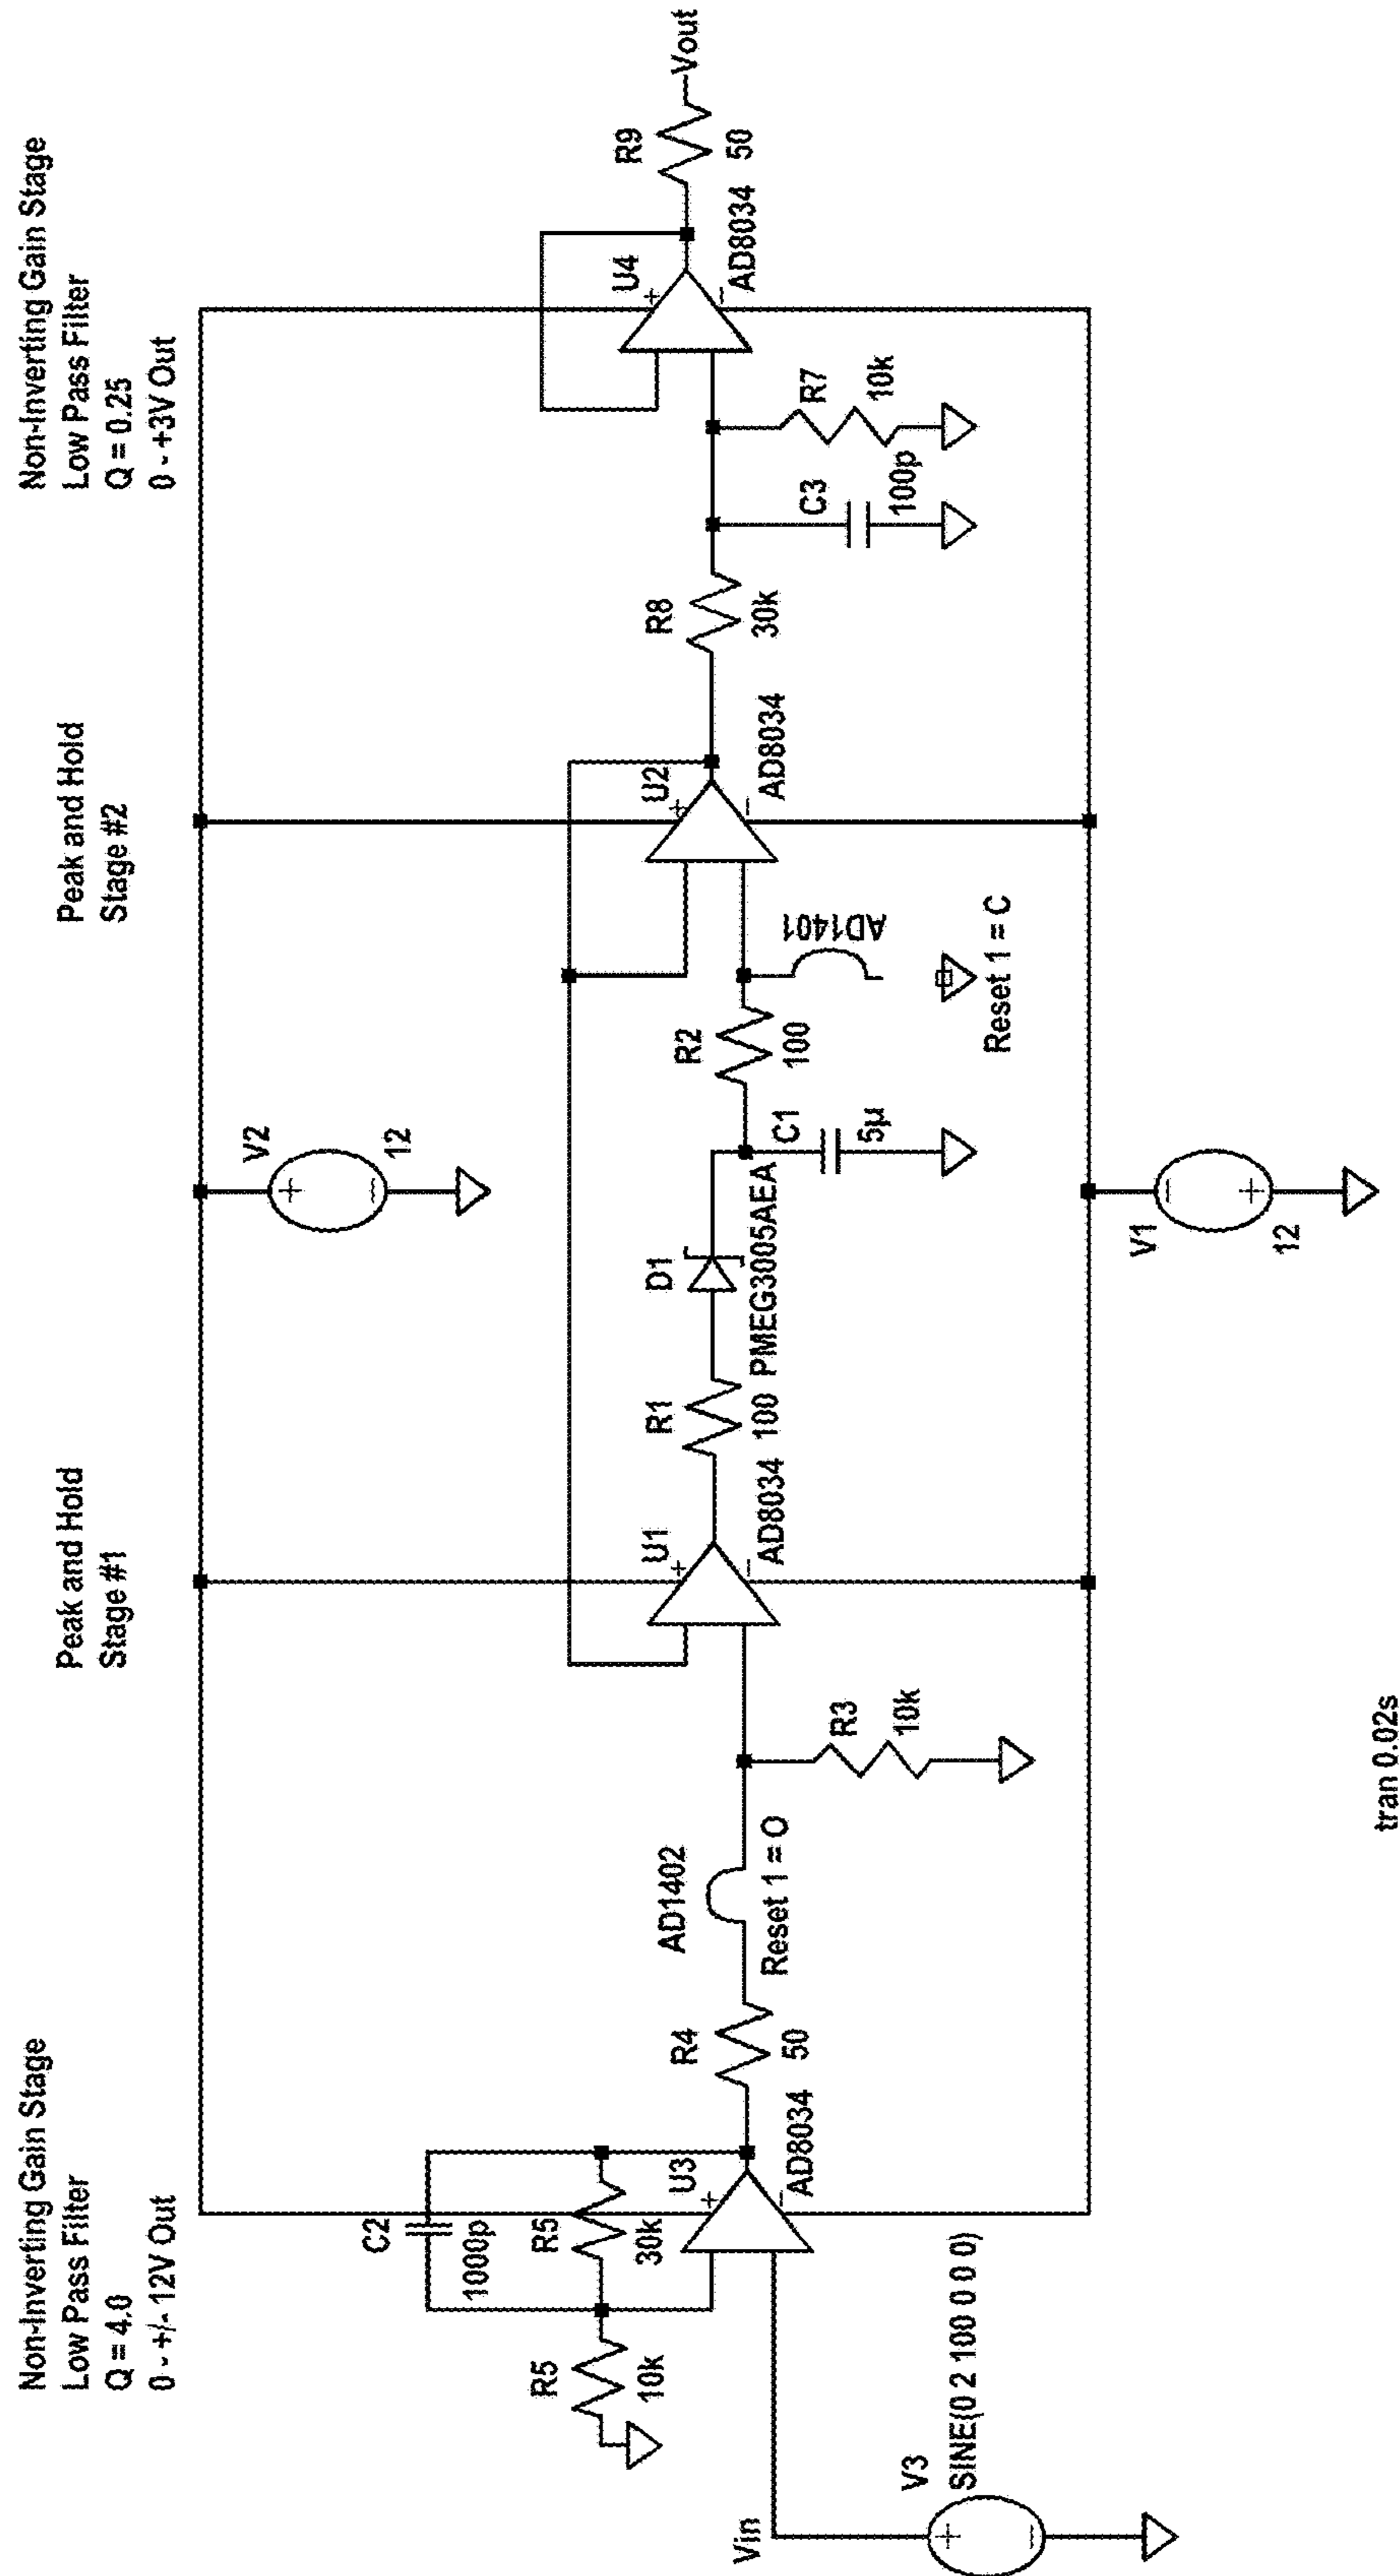 Non-Inverting Gain Stage
Low Pass Filter
Q = 4.0
0 - +/- 12V Out
Peak and Hold
Stage #1
Peak and Hold
Stage #2
Non-Inverting Gain Stage
Low Pass Filter
Q = 0.25
0 - +3V Out
V2
+
−
12
C2
1000p
R5
10k
R5
30k
U3
+
−
AD8034
Vin
V3
+
−
SINE(0 2 100 0 0 0)
R4
50
AD1402
Reset 1 = O
R3
10k
U1
+
−
AD8034
R1
100
D1
PMEG3005AEA
C1
5µ
R2
100
AD1401
Reset 1 = C
U2
+
−
AD8034
R8
30k
C3
100p
R7
10k
U4
+
−
AD8034
R9
50
Vout
V1
−
+
12
tran 0.02s